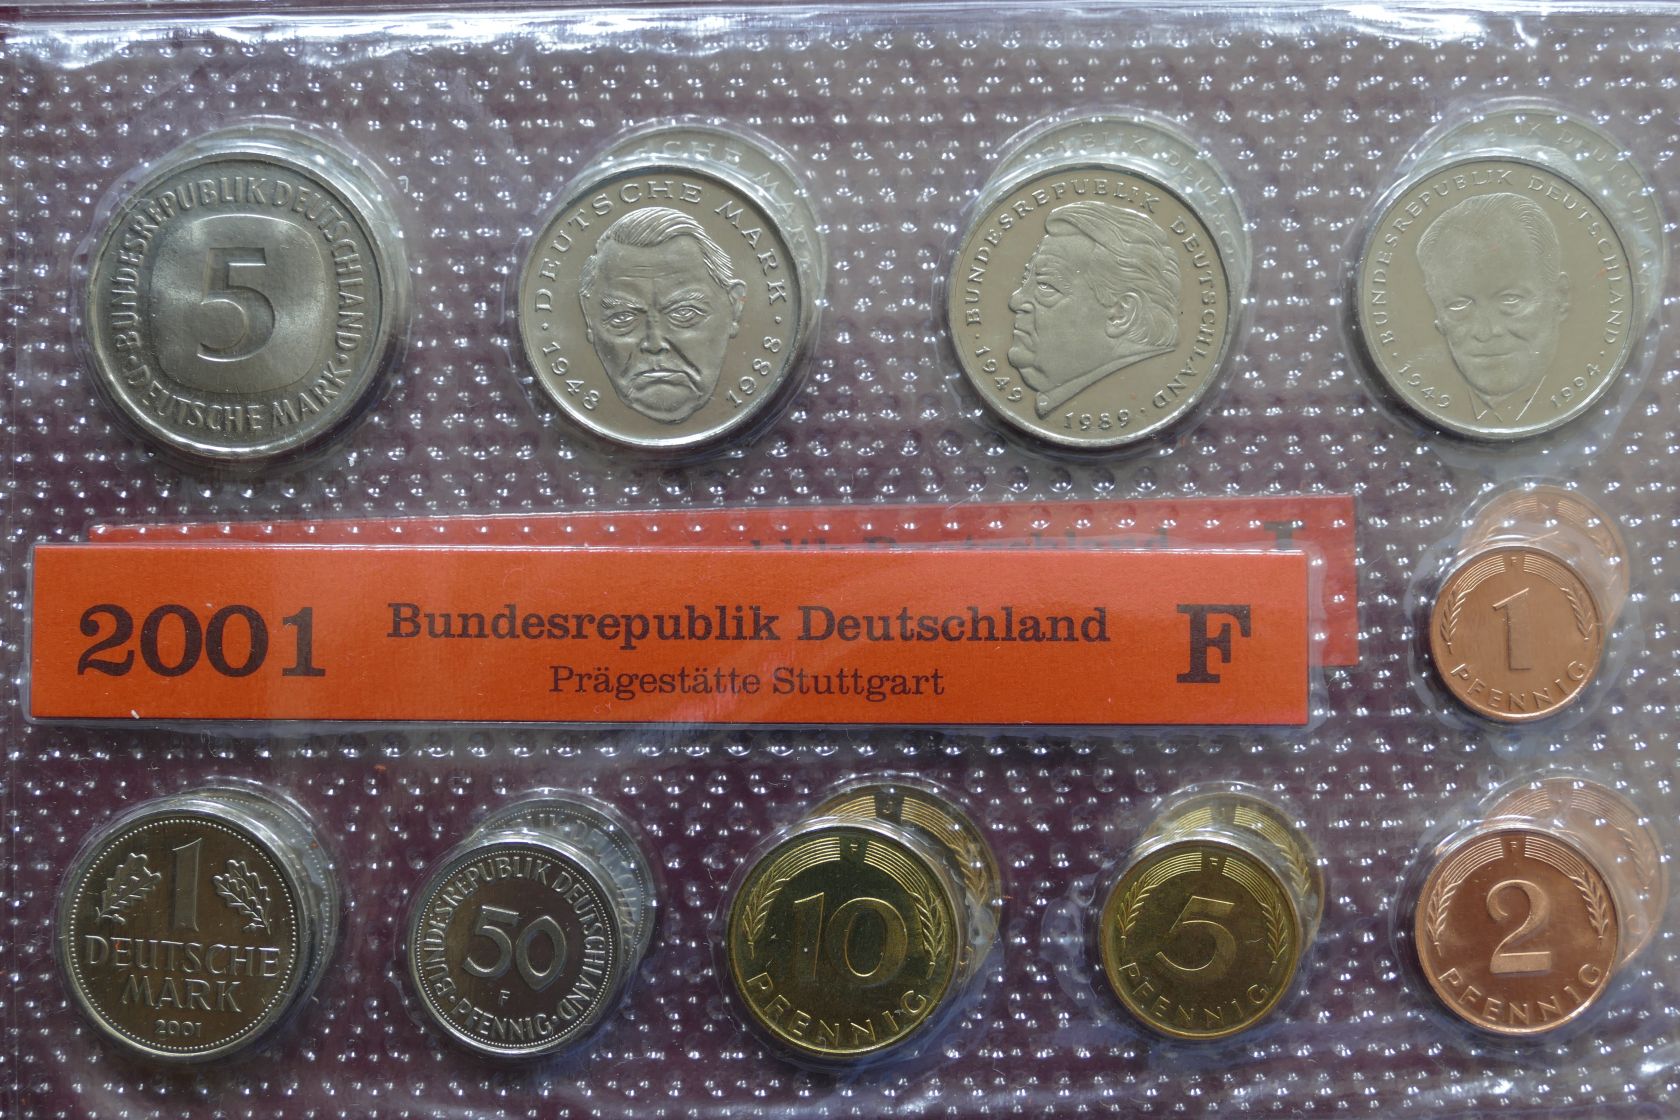 BUNDESREPUBLIK DEUTSCHLAND
5
· DEUTSCHE MARK ·
· DEUTSCHE MARK ·
1948 1988
· BUNDESREPUBLIK DEUTSCHLAND ·
1949 · 1989
· BUNDESREPUBLIK DEUTSCHLAND ·
1949 1994
2001 Bundesrepublik Deutschland F
Prägestätte Stuttgart
F
1
PFENNIG
1
DEUTSCHE
MARK
2001
BUNDESREPUBLIK DEUTSCHLAND
50
F
· PFENNIG ·
F
10
PFENNIG
F
5
PFENNIG
F
2
PFENNIG